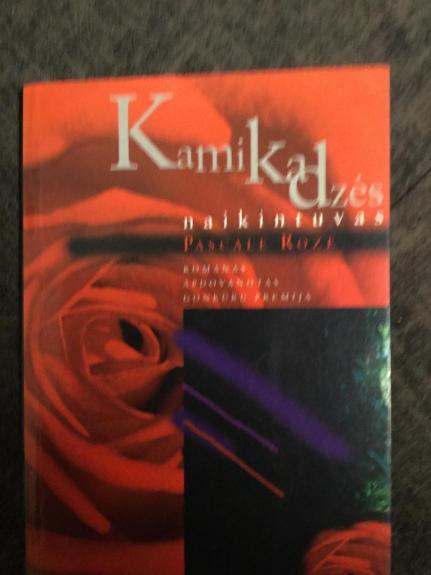 Kamikadzės
naikintuvas
PASCALE ROZE
ROMANAS
APDOVANOTAS
GONKŪRŲ PREMIJA